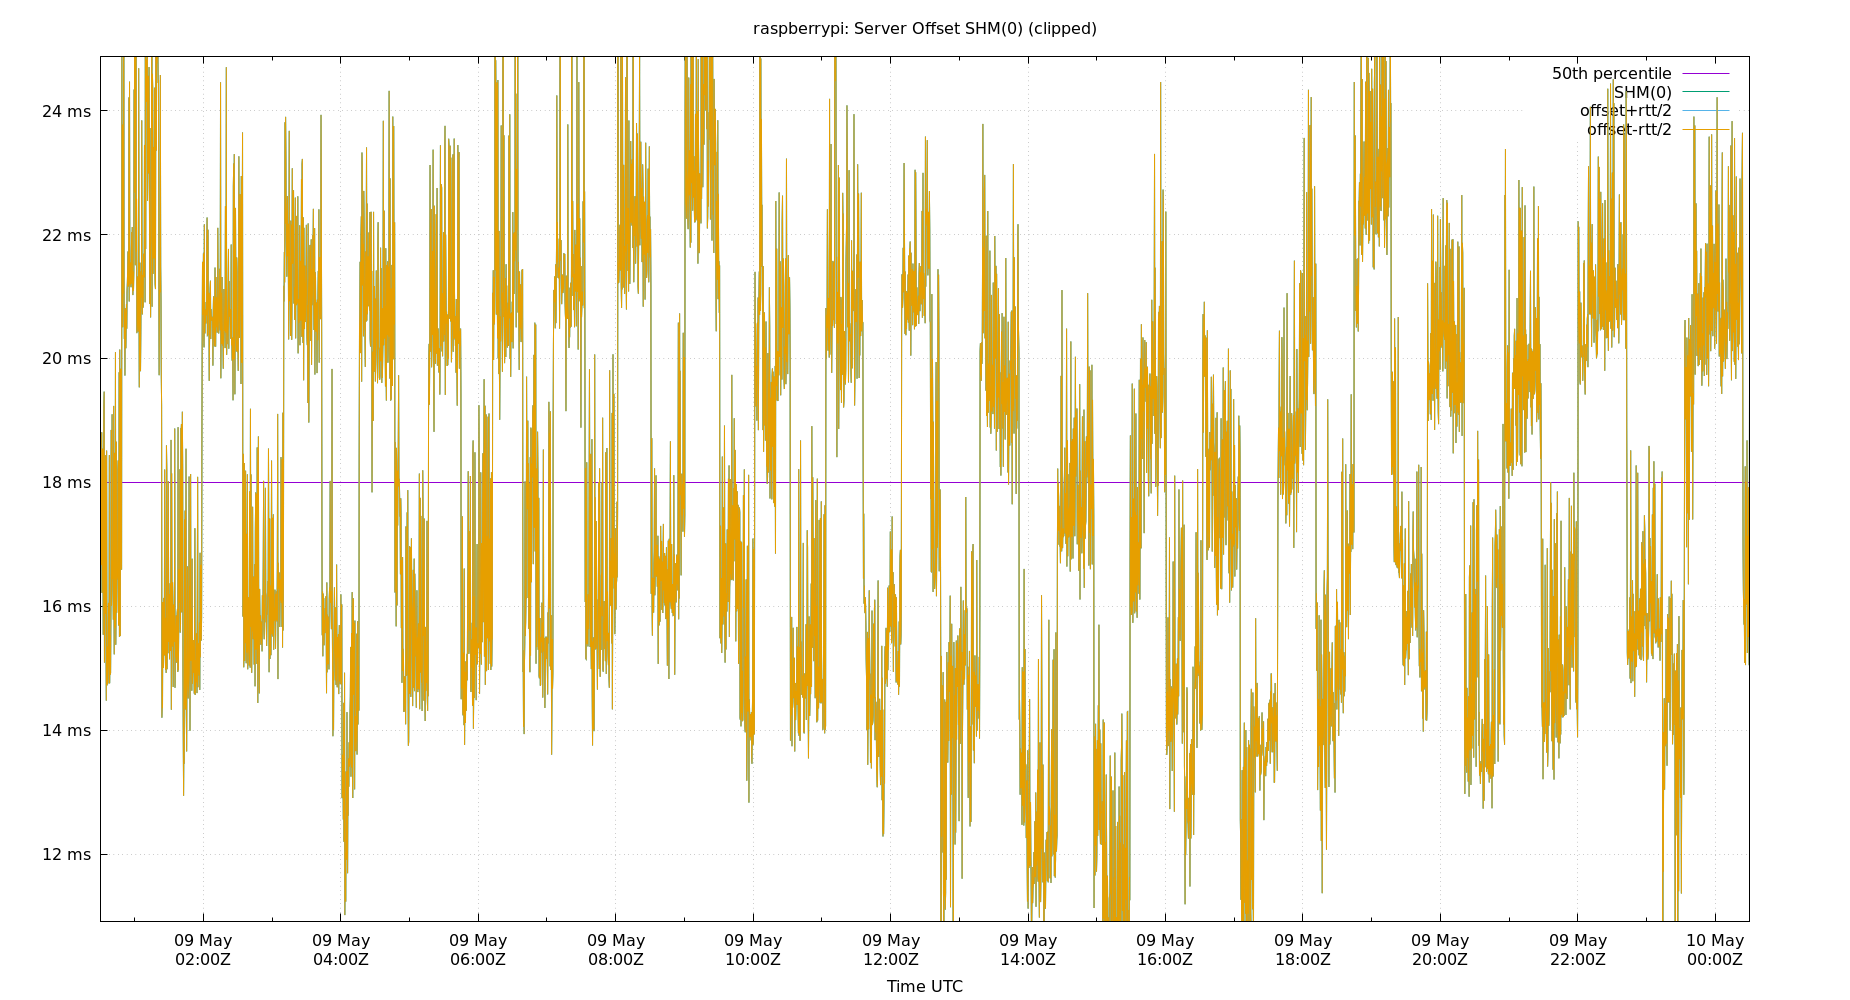 raspberrypi: Server Offset SHM(0) (clipped)
50th percentile
SHM(0)
offset+rtt/2
offset-rtt/2
24 ms
22 ms
20 ms
18 ms
16 ms
14 ms
12 ms
09 May 09 May 09 May 09 May 09 May 09 May 09 May 09 May 09 May 09 May 09 May 10 May
02:00Z 04:00Z 06:00Z 08:00Z 10:00Z 12:00Z 14:00Z 16:00Z 18:00Z 20:00Z 22:00Z 00:00Z
Time UTC